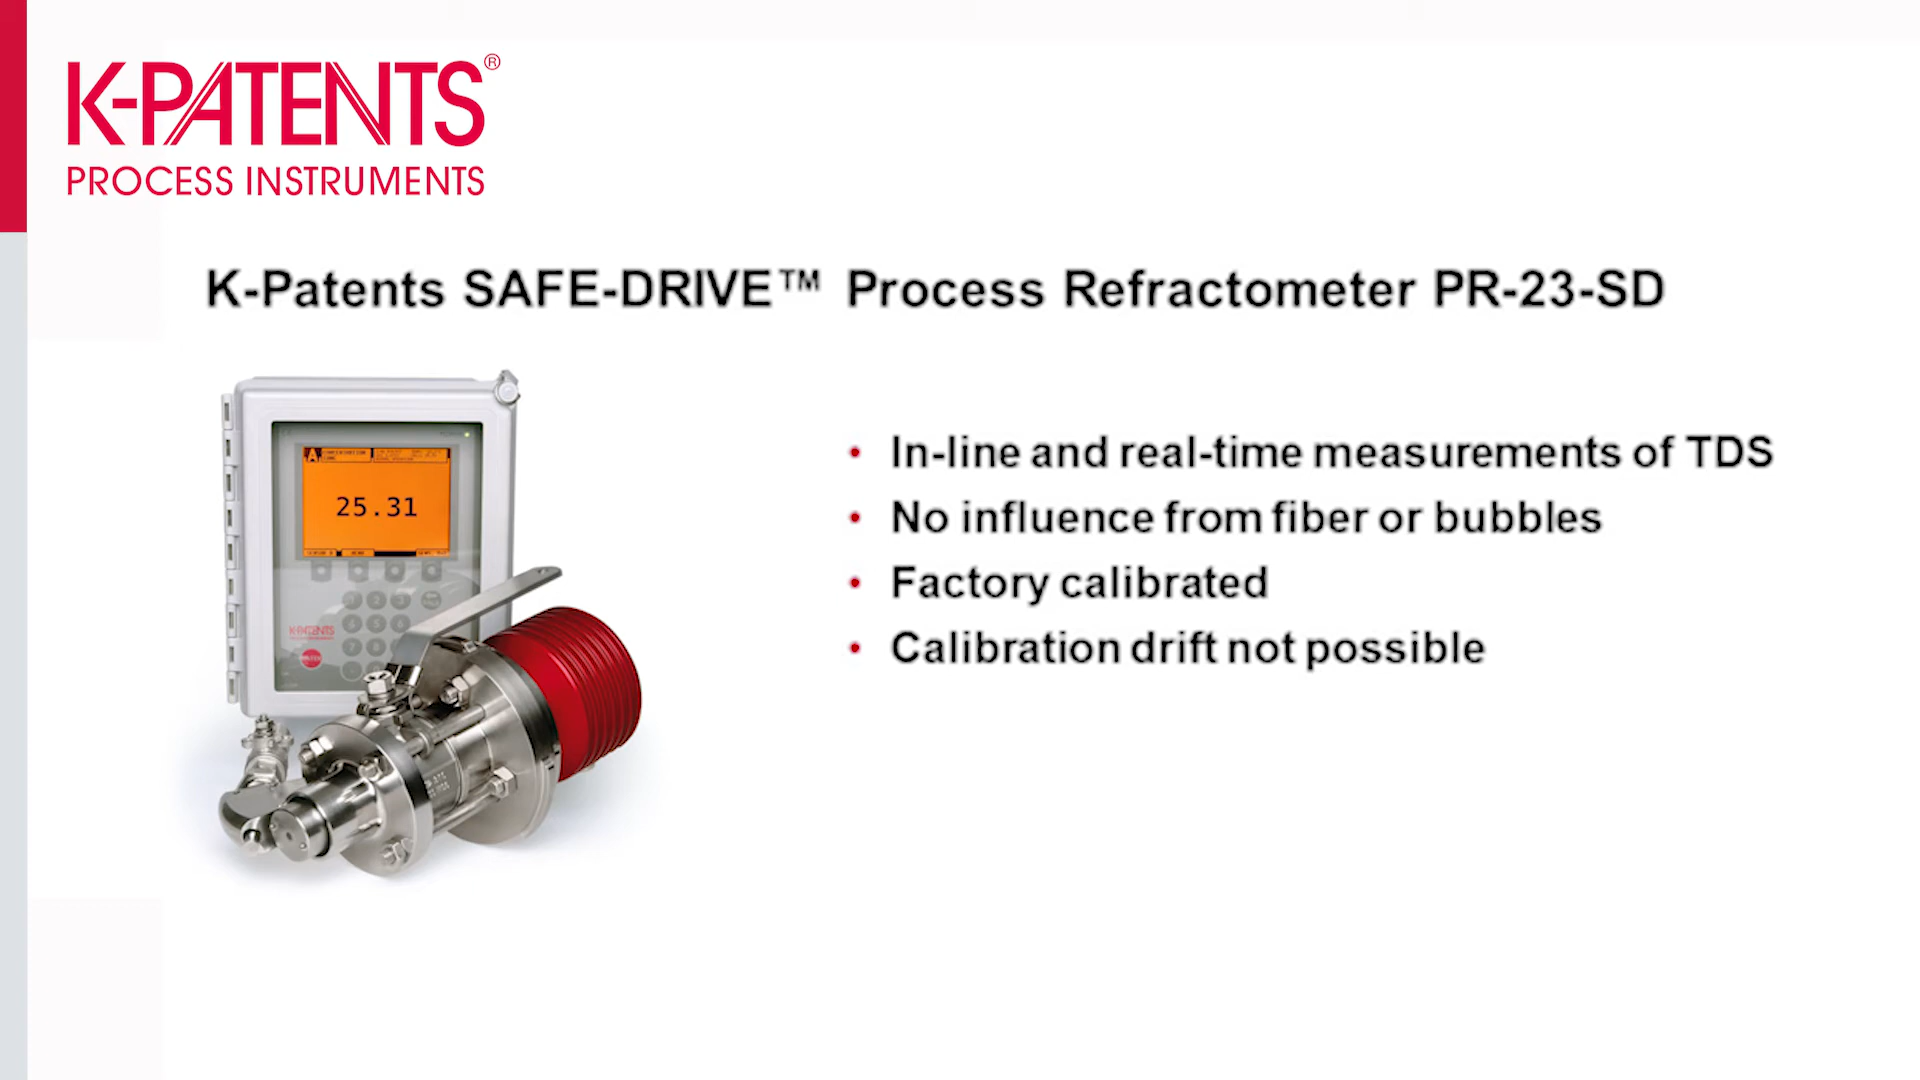 K-PATENTS®
PROCESS INSTRUMENTS
K-Patents SAFE-DRIVE™ Process Refractometer PR-23-SD
25.31
K-PATENTS
• In-line and real-time measurements of TDS
• No influence from fiber or bubbles
• Factory calibrated
• Calibration drift not possible